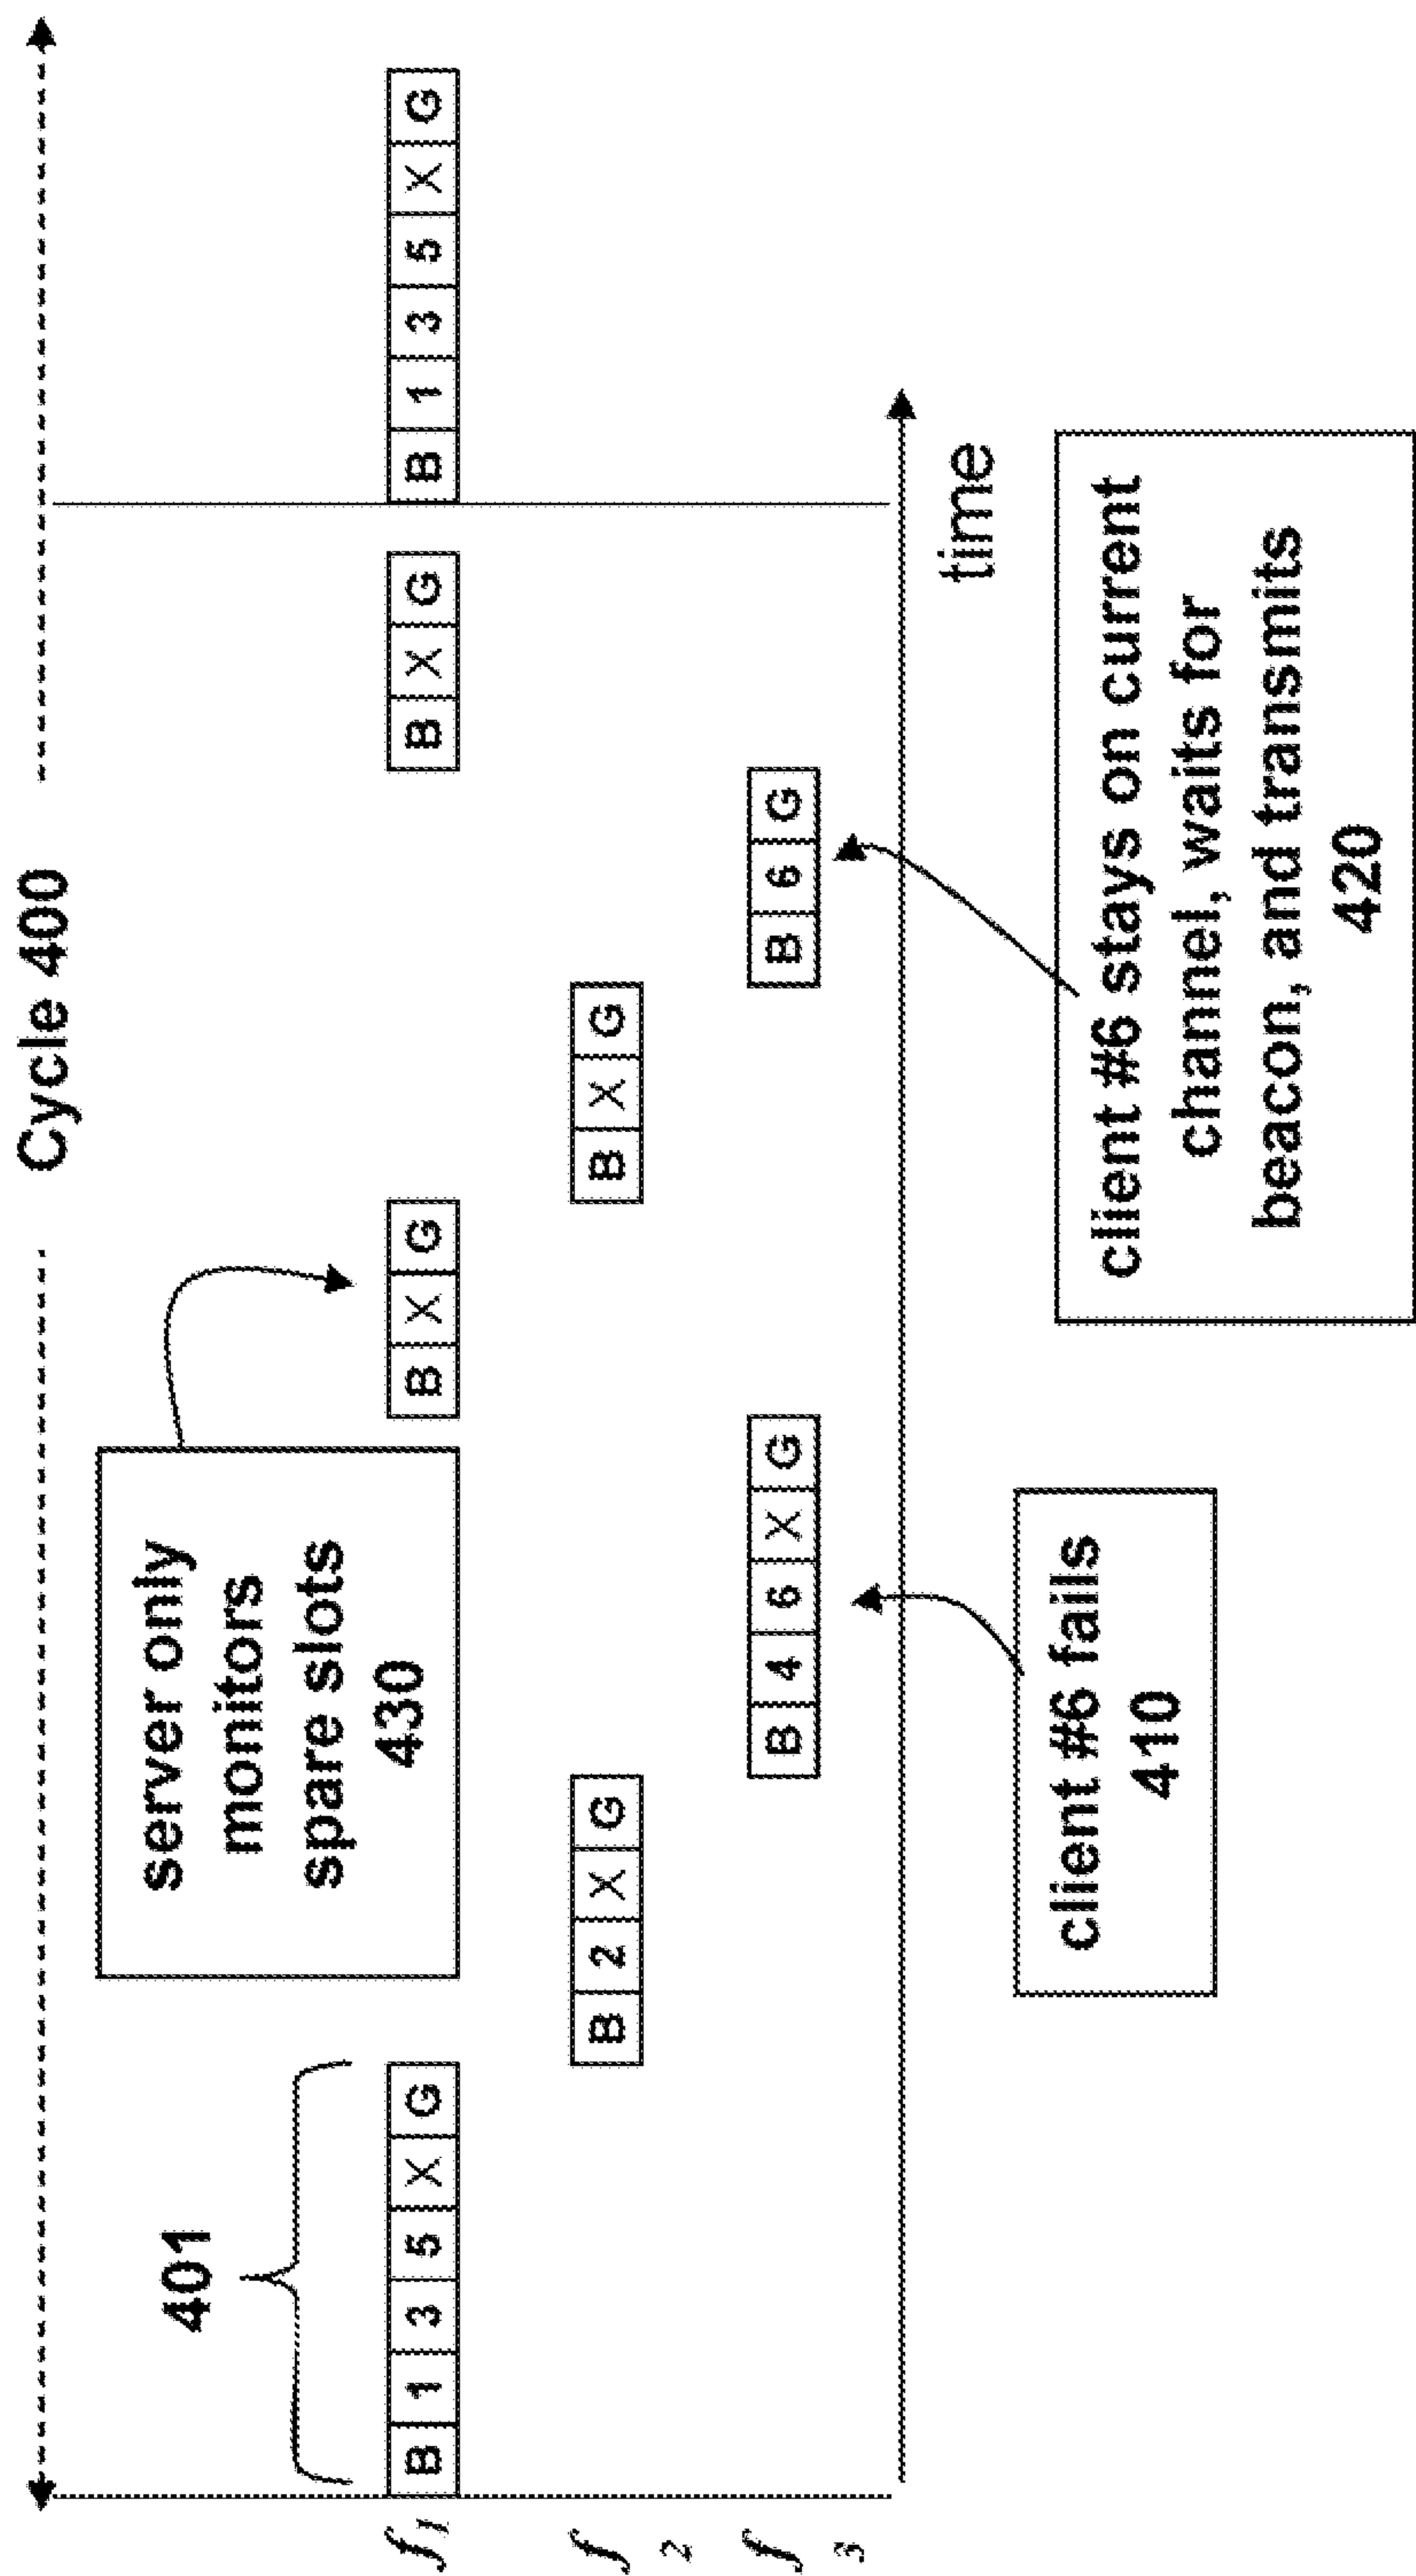 Cycle 400
401
server only
monitors
spare slots
430
f1
B 1 3 5 X G
B X G
B X G
B 1 3 5 X G
f2
B 2 X G
B X G
f3
B 4 6 X G
B 6 G
time
client #6 fails
410
client #6 stays on current
channel, waits for
beacon, and transmits
420